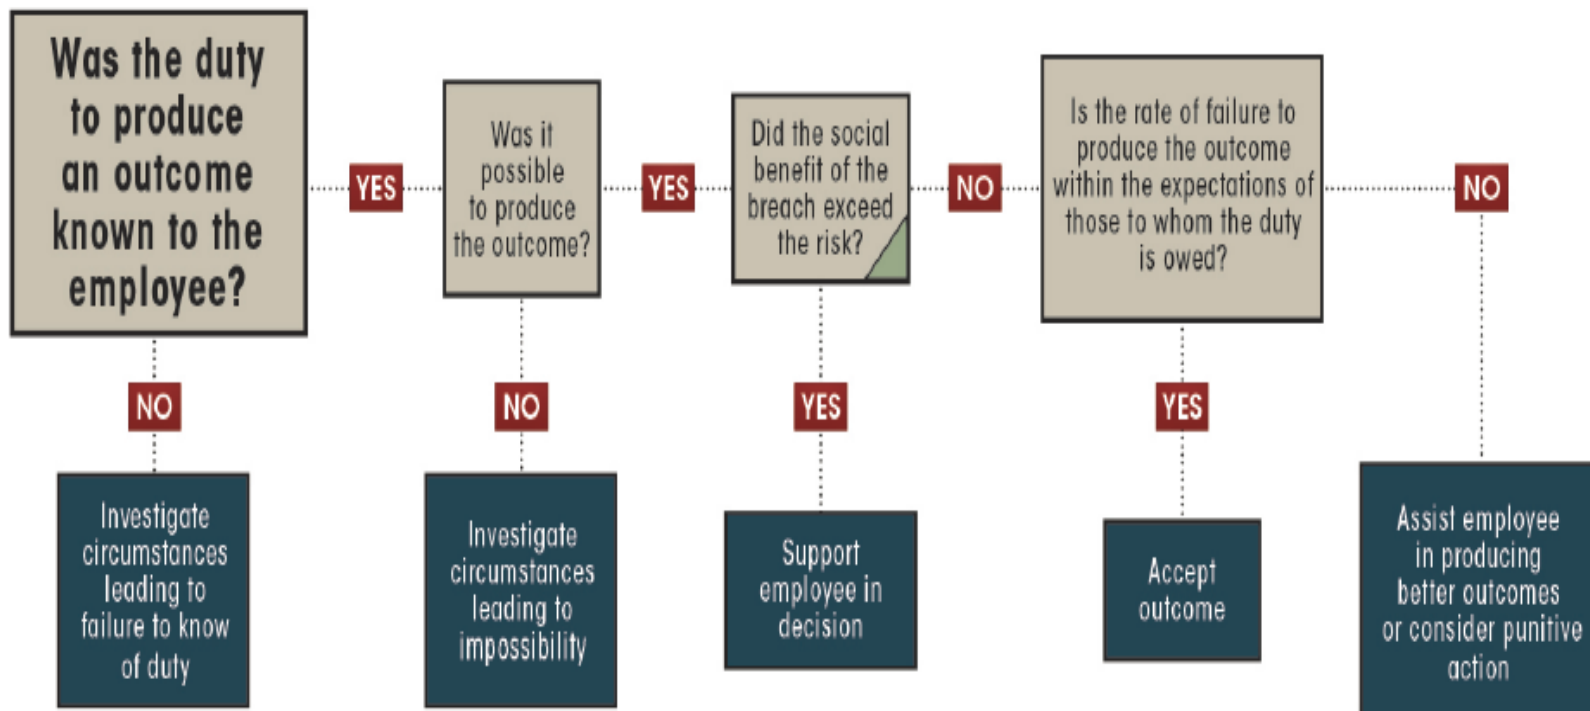 Was the duty
to produce
an outcome
known to the
employee?
YES
Was it
possible
to produce
the outcome?
YES
Did the social
benefit of the
breach exceed
the risk?
NO
Is the rate of failure to
produce the outcome
within the expectations of
those to whom the duty
is owed?
NO
NO
NO
YES
YES
Investigate
circumstances
leading to
failure to know
of duty
Investigate
circumstances
leading to
impossibility
Support
employee in
decision
Accept
outcome
Assist employee
in producing
better outcomes
or consider punitive
action